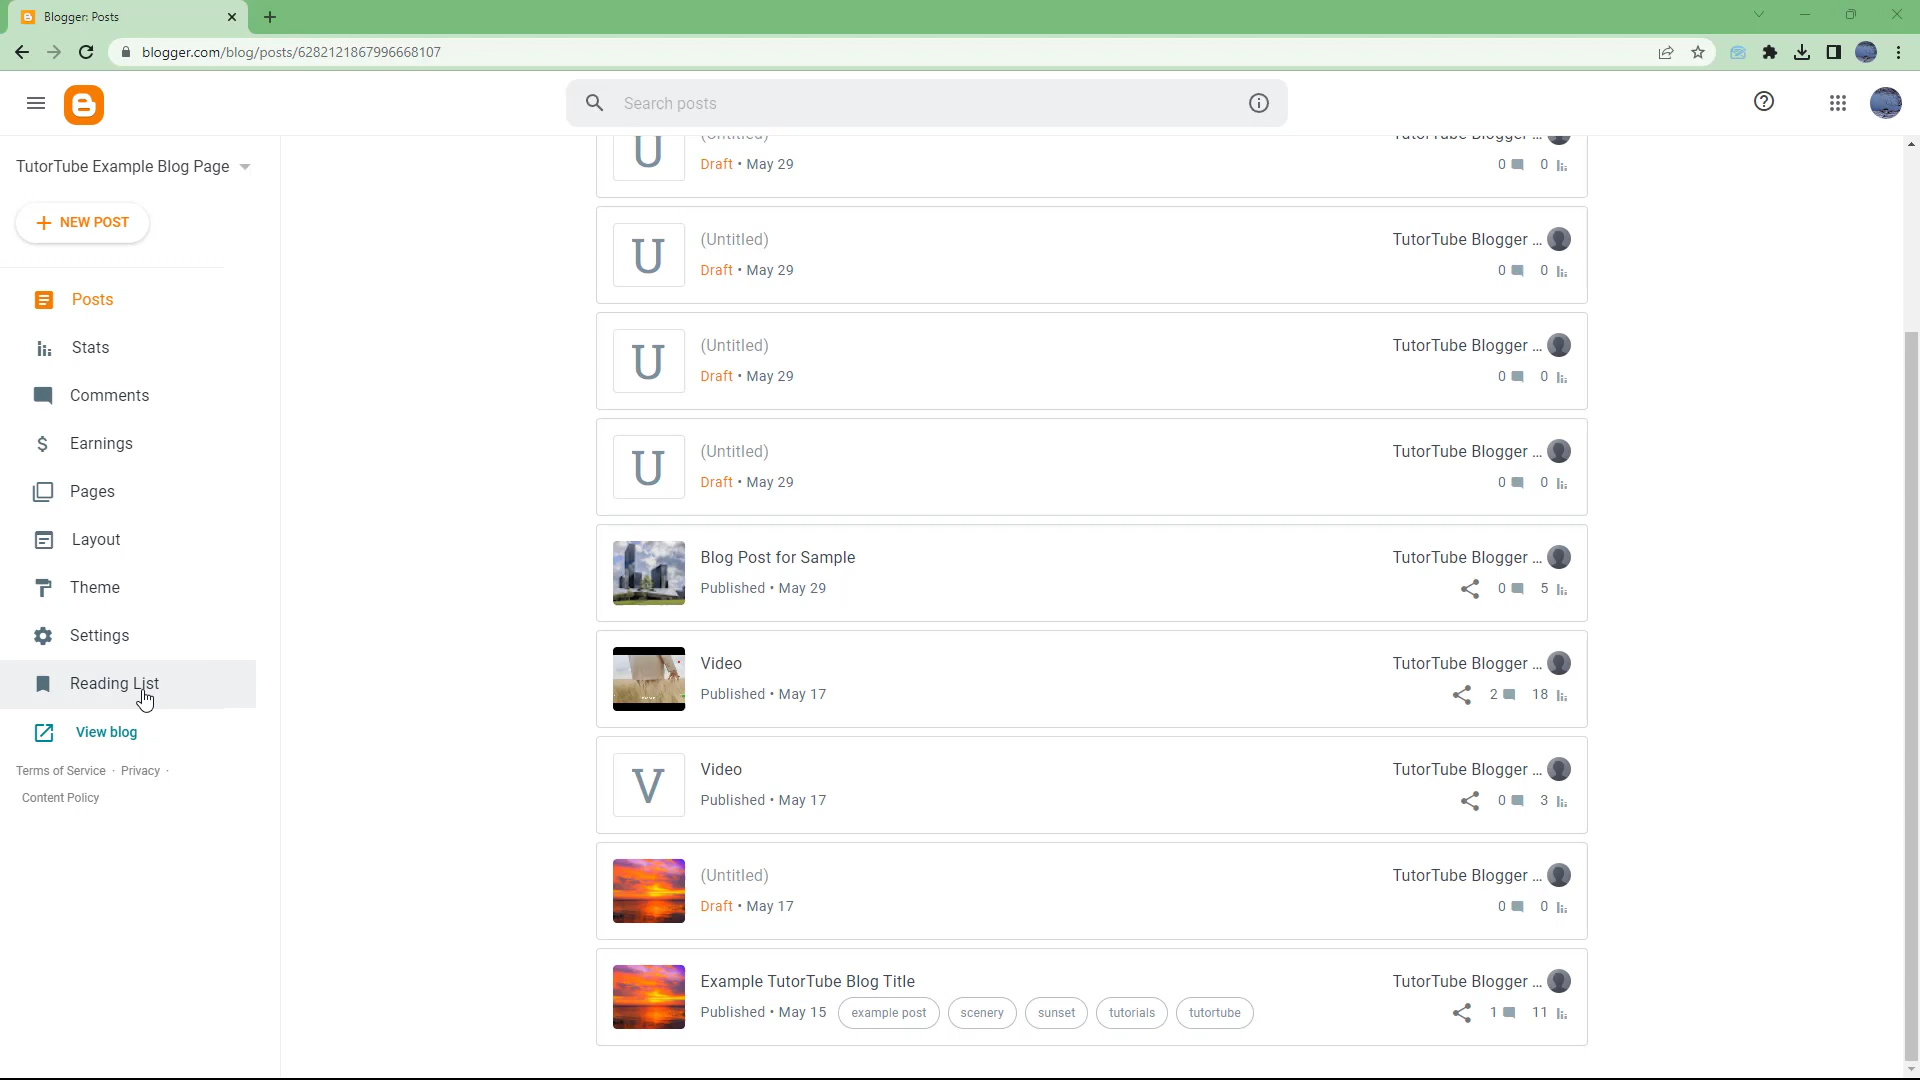 Blogger: Posts
blogger.com/blog/posts/6282121867996668107
Search posts
TutorTube Example Blog Page
NEW POST
Posts
Stats
Comments
Earnings
Pages
Layout
Theme
Settings
Reading List
View blog
Terms of Service · Privacy ·
Content Policy
(Untitled) TutorTube Blogger ...
U
Draft • May 29 0 0
U
(Untitled) TutorTube Blogger ...
Draft • May 29 0 0
U
(Untitled) TutorTube Blogger ...
Draft • May 29 0 0
U
(Untitled) TutorTube Blogger ...
Draft • May 29 0 0
Blog Post for Sample TutorTube Blogger ...
Published • May 29 0 5
Video TutorTube Blogger ...
Published • May 17 2 18
V
Video TutorTube Blogger ...
Published • May 17 0 3
(Untitled) TutorTube Blogger ...
Draft • May 17 0 0
Example TutorTube Blog Title TutorTube Blogger ...
Published • May 15 example post scenery sunset tutorials tutortube 1 11